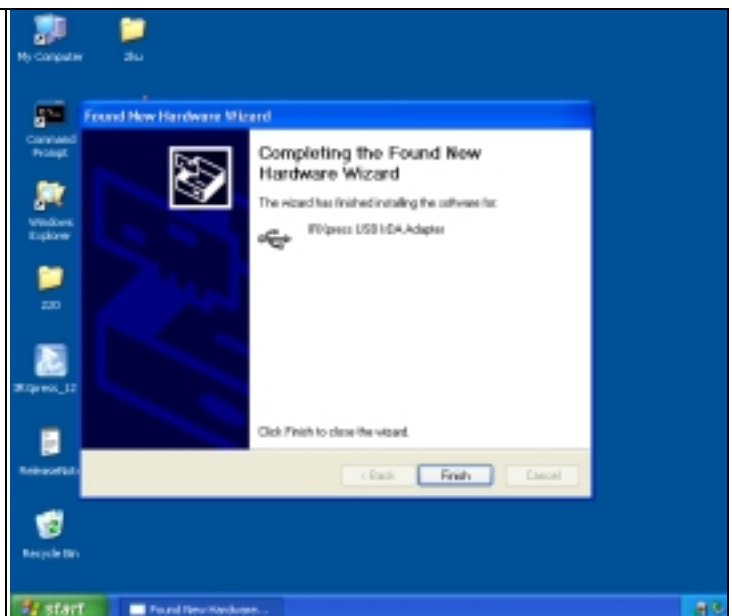 My Computer
zhu
Found New Hardware Wizard
Command
Prompt
Completing the Found New
Hardware Wizard
The wizard has finished installing the software for:
IRXpress USB IrDA Adapter
Windows
Explorer
220
IRXpress_12
Click Finish to close the wizard.
< Back
Finish
Cancel
Recycle Bin
start
Found New Hardware...